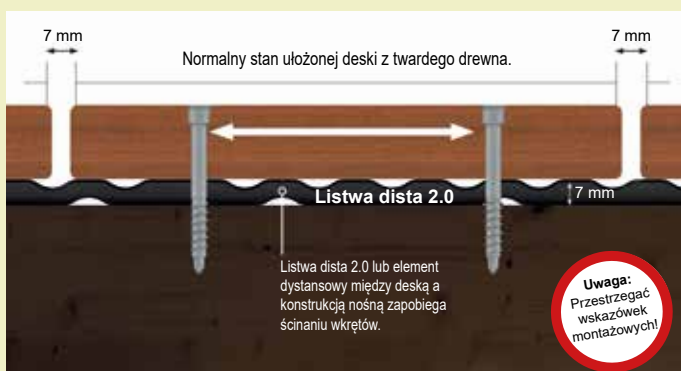 7 mm
7 mm
Normalny stan ułożonej deski z twardego drewna.
Listwa dista 2.0
7 mm
Listwa dista 2.0 lub element
dystansowy między deską a
konstrukcją nośną zapobiega
ścinaniu wkrętów.
Uwaga:
Przestrzegać
wskazówek
montażowych!